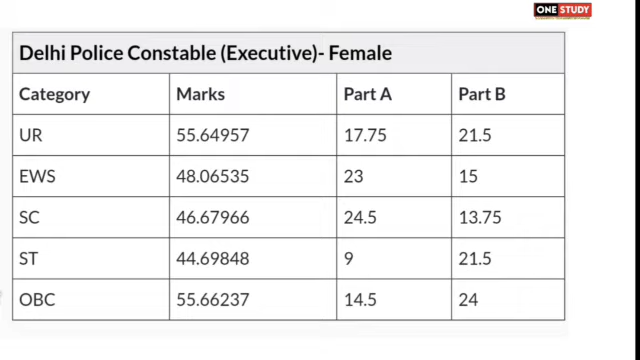 ONE STUDY
Delhi Police Constable (Executive)- Female
Category Marks Part A Part B
UR 55.64957 17.75 21.5
EWS 48.06535 23 15
SC 46.67966 24.5 13.75
ST 44.69848 9 21.5
OBC 55.66237 14.5 24